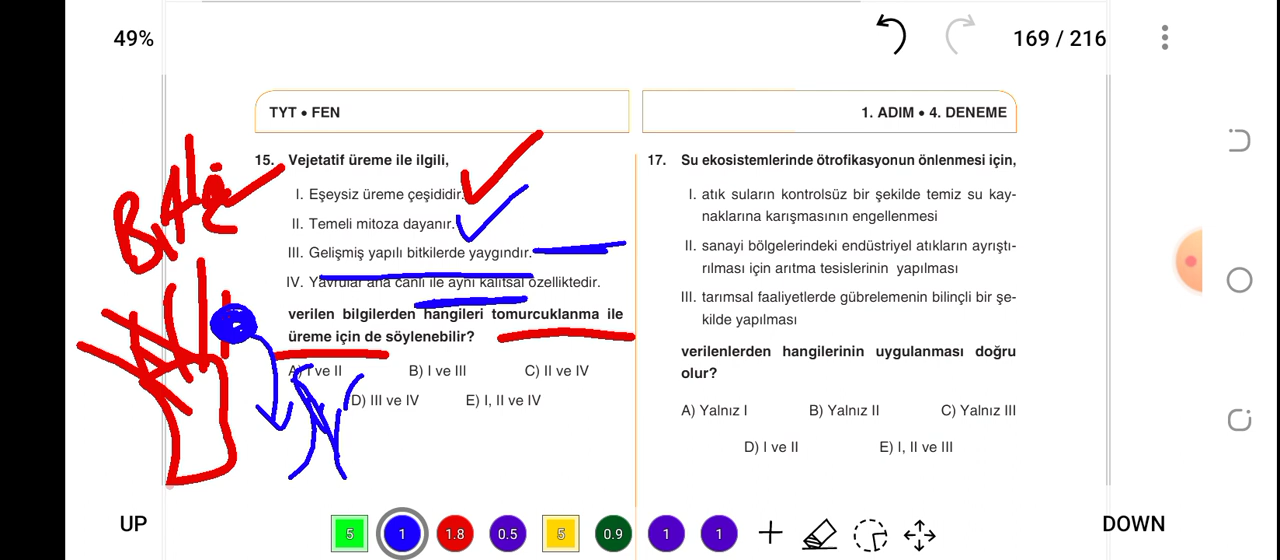 49%
169 / 216
TYT • FEN
1. ADIM • 4. DENEME
15. Vejetatif üreme ile ilgili,
I. Eşeysiz üreme çeşididir.
II. Temeli mitoza dayanır.
III. Gelişmiş yapılı bitkilerde yaygındır.
IV. Yavrular ana canlı ile aynı kalıtsal özelliktedir.
verilen bilgilerden hangileri tomurcuklanma ile
üreme için de söylenebilir?
A) I ve II B) I ve III C) II ve IV
D) III ve IV E) I, II ve IV
N
17. Su ekosistemlerinde ötrofikasyonun önlenmesi için,
I. atık suların kontrolsüz bir şekilde temiz su kay-
naklarına karışmasının engellenmesi
II. sanayi bölgelerindeki endüstriyel atıkların ayrıştı-
rılması için arıtma tesislerinin yapılması
III. tarımsal faaliyetlerde gübrelemenin bilinçli bir şe-
kilde yapılması
verilenlerden hangilerinin uygulanması doğru
olur?
A) Yalnız I B) Yalnız II C) Yalnız III
D) I ve II E) I, II ve III
UP
5 1 1.8 0.5 5 0.9 1 1
DOWN